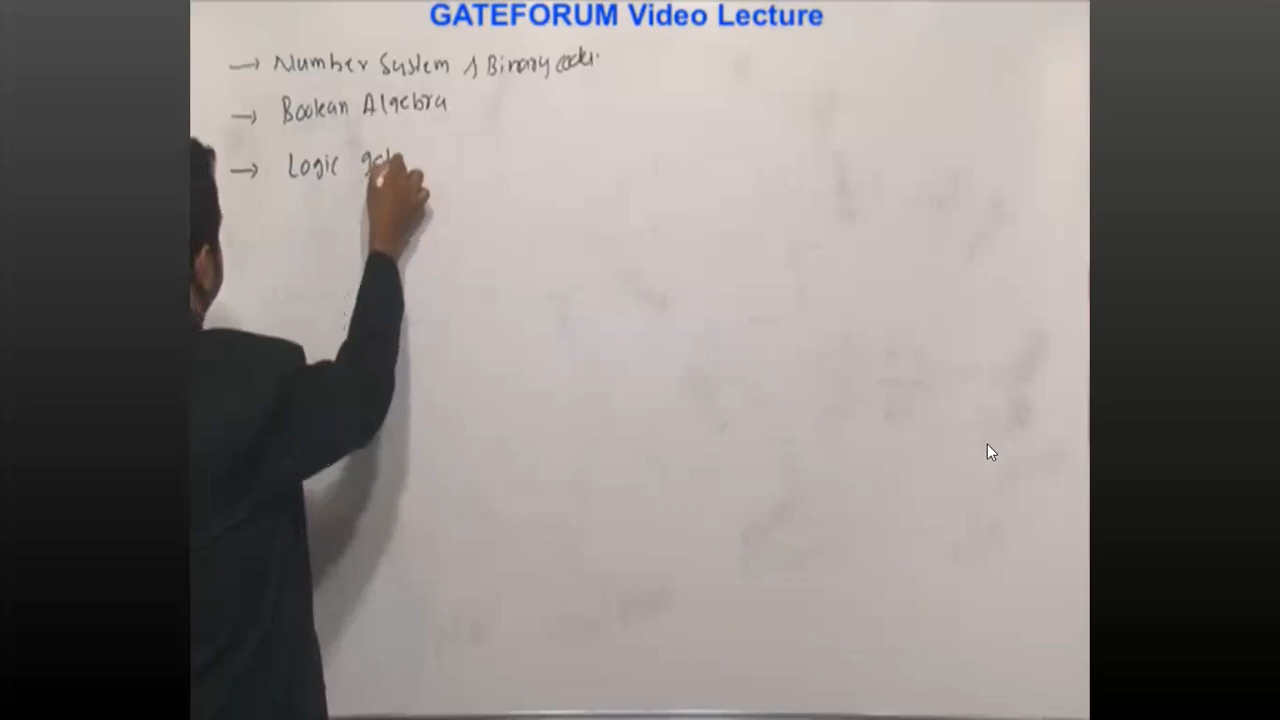 GATEFORUM Video Lecture
→ Number System & Binary codes.
→ Boolean Algebra
→ Logic